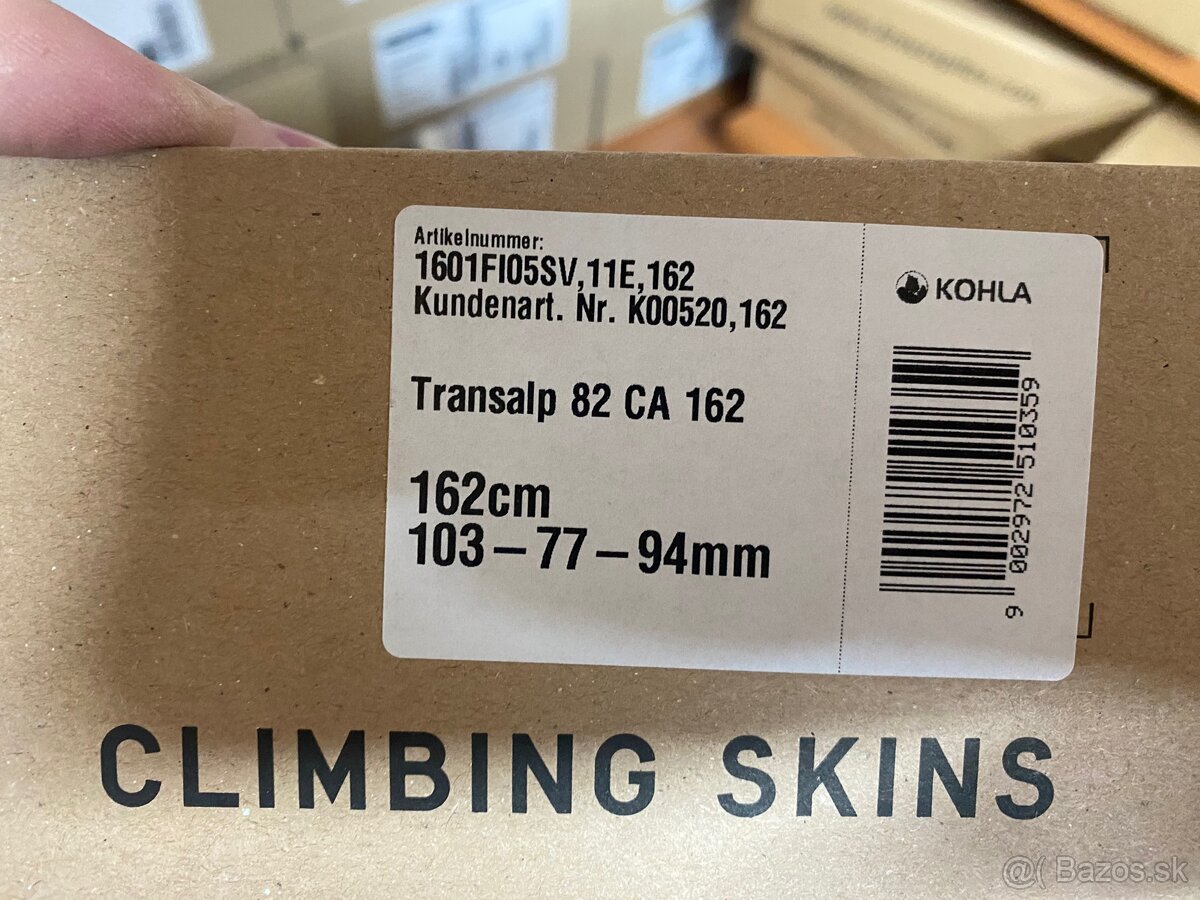 Artikelnummer:
1601FI05SV,11E,162
Kundenart. Nr. K00520,162
Transalp 82 CA 162
162cm
103–77–94mm
KOHLA
9 002972 510359
CLIMBING SKINS
@( Bazos.sk